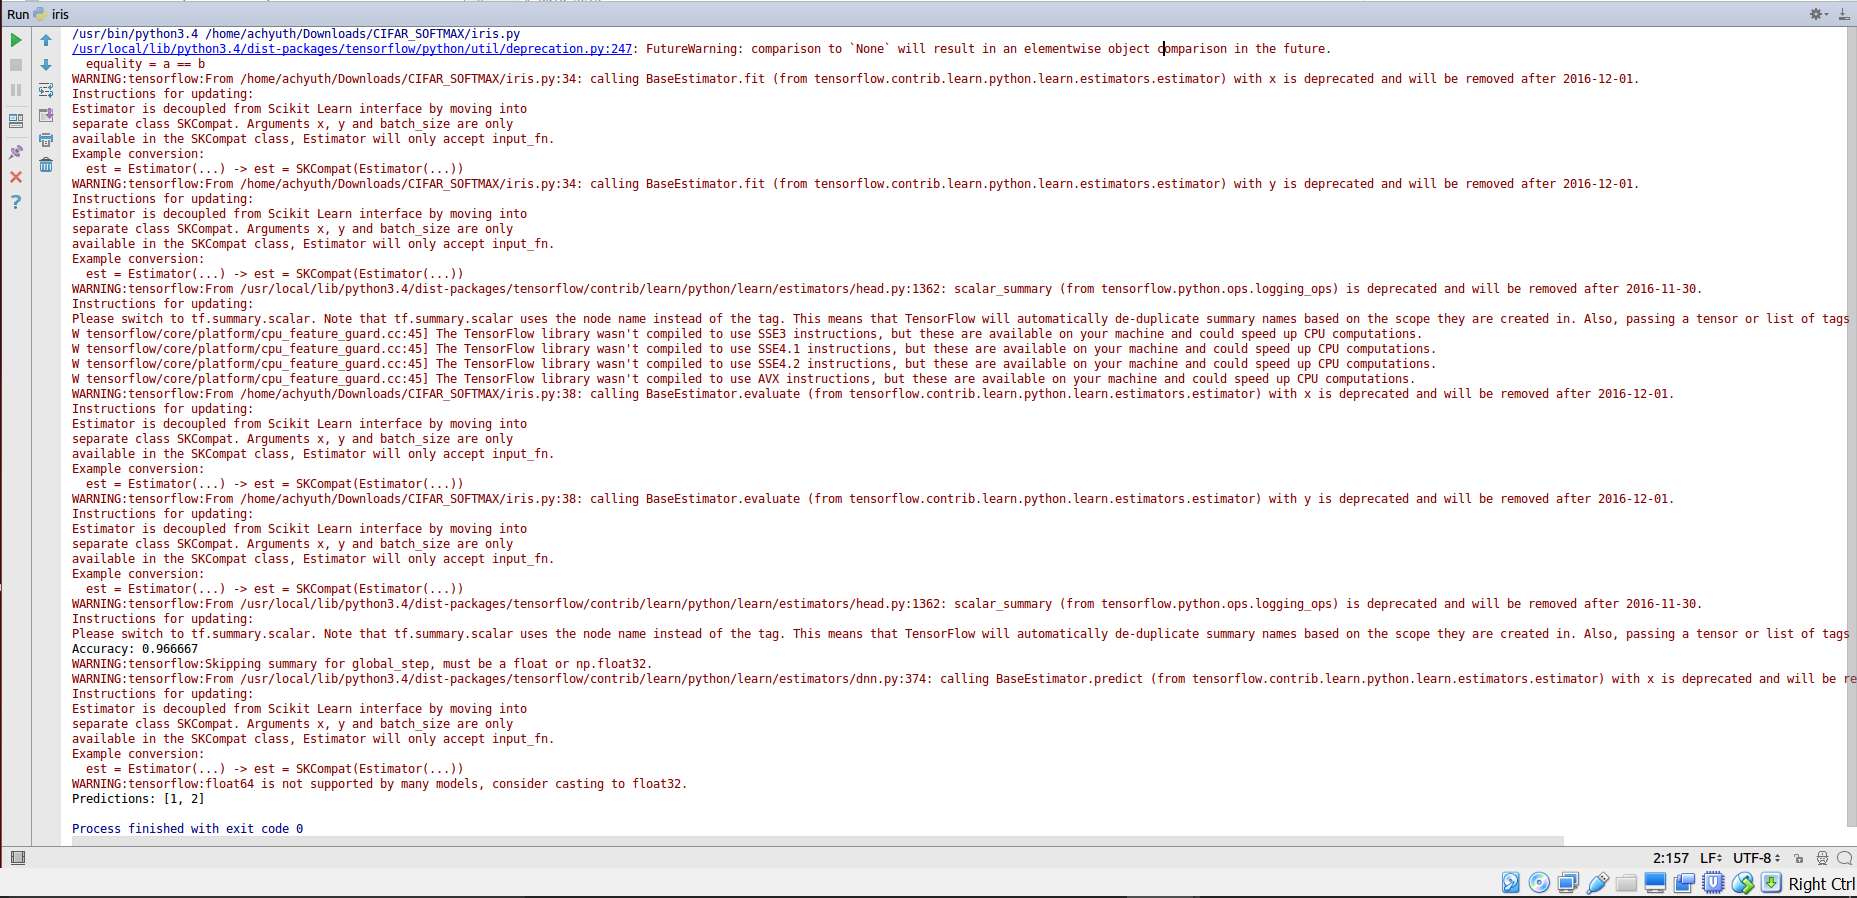 Run iris
/usr/bin/python3.4 /home/achyuth/Downloads/CIFAR_SOFTMAX/iris.py
/usr/local/lib/python3.4/dist-packages/tensorflow/python/util/deprecation.py:247: FutureWarning: comparison to `None` will result in an elementwise object comparison in the future.
  equality = a == b
WARNING:tensorflow:From /home/achyuth/Downloads/CIFAR_SOFTMAX/iris.py:34: calling BaseEstimator.fit (from tensorflow.contrib.learn.python.learn.estimators.estimator) with x is deprecated and will be removed after 2016-12-01.
Instructions for updating:
Estimator is decoupled from Scikit Learn interface by moving into
separate class SKCompat. Arguments x, y and batch_size are only
available in the SKCompat class, Estimator will only accept input_fn.
Example conversion:
  est = Estimator(...) -> est = SKCompat(Estimator(...))
WARNING:tensorflow:From /home/achyuth/Downloads/CIFAR_SOFTMAX/iris.py:34: calling BaseEstimator.fit (from tensorflow.contrib.learn.python.learn.estimators.estimator) with y is deprecated and will be removed after 2016-12-01.
Instructions for updating:
Estimator is decoupled from Scikit Learn interface by moving into
separate class SKCompat. Arguments x, y and batch_size are only
available in the SKCompat class, Estimator will only accept input_fn.
Example conversion:
  est = Estimator(...) -> est = SKCompat(Estimator(...))
WARNING:tensorflow:From /usr/local/lib/python3.4/dist-packages/tensorflow/contrib/learn/python/learn/estimators/head.py:1362: scalar_summary (from tensorflow.python.ops.logging_ops) is deprecated and will be removed after 2016-11-30.
Instructions for updating:
Please switch to tf.summary.scalar. Note that tf.summary.scalar uses the node name instead of the tag. This means that TensorFlow will automatically de-duplicate summary names based on the scope they are created in. Also, passing a tensor or list of tags
W tensorflow/core/platform/cpu_feature_guard.cc:45] The TensorFlow library wasn't compiled to use SSE3 instructions, but these are available on your machine and could speed up CPU computations.
W tensorflow/core/platform/cpu_feature_guard.cc:45] The TensorFlow library wasn't compiled to use SSE4.1 instructions, but these are available on your machine and could speed up CPU computations.
W tensorflow/core/platform/cpu_feature_guard.cc:45] The TensorFlow library wasn't compiled to use SSE4.2 instructions, but these are available on your machine and could speed up CPU computations.
W tensorflow/core/platform/cpu_feature_guard.cc:45] The TensorFlow library wasn't compiled to use AVX instructions, but these are available on your machine and could speed up CPU computations.
WARNING:tensorflow:From /home/achyuth/Downloads/CIFAR_SOFTMAX/iris.py:38: calling BaseEstimator.evaluate (from tensorflow.contrib.learn.python.learn.estimators.estimator) with x is deprecated and will be removed after 2016-12-01.
Instructions for updating:
Estimator is decoupled from Scikit Learn interface by moving into
separate class SKCompat. Arguments x, y and batch_size are only
available in the SKCompat class, Estimator will only accept input_fn.
Example conversion:
  est = Estimator(...) -> est = SKCompat(Estimator(...))
WARNING:tensorflow:From /home/achyuth/Downloads/CIFAR_SOFTMAX/iris.py:38: calling BaseEstimator.evaluate (from tensorflow.contrib.learn.python.learn.estimators.estimator) with y is deprecated and will be removed after 2016-12-01.
Instructions for updating:
Estimator is decoupled from Scikit Learn interface by moving into
separate class SKCompat. Arguments x, y and batch_size are only
available in the SKCompat class, Estimator will only accept input_fn.
Example conversion:
  est = Estimator(...) -> est = SKCompat(Estimator(...))
WARNING:tensorflow:From /usr/local/lib/python3.4/dist-packages/tensorflow/contrib/learn/python/learn/estimators/head.py:1362: scalar_summary (from tensorflow.python.ops.logging_ops) is deprecated and will be removed after 2016-11-30.
Instructions for updating:
Please switch to tf.summary.scalar. Note that tf.summary.scalar uses the node name instead of the tag. This means that TensorFlow will automatically de-duplicate summary names based on the scope they are created in. Also, passing a tensor or list of tags
Accuracy: 0.966667
WARNING:tensorflow:Skipping summary for global_step, must be a float or np.float32.
WARNING:tensorflow:From /usr/local/lib/python3.4/dist-packages/tensorflow/contrib/learn/python/learn/estimators/dnn.py:374: calling BaseEstimator.predict (from tensorflow.contrib.learn.python.learn.estimators.estimator) with x is deprecated and will be re
Instructions for updating:
Estimator is decoupled from Scikit Learn interface by moving into
separate class SKCompat. Arguments x, y and batch_size are only
available in the SKCompat class, Estimator will only accept input_fn.
Example conversion:
  est = Estimator(...) -> est = SKCompat(Estimator(...))
WARNING:tensorflow:float64 is not supported by many models, consider casting to float32.
Predictions: [1, 2]
Process finished with exit code 0
2:157 LF UTF-8
Right Ctrl